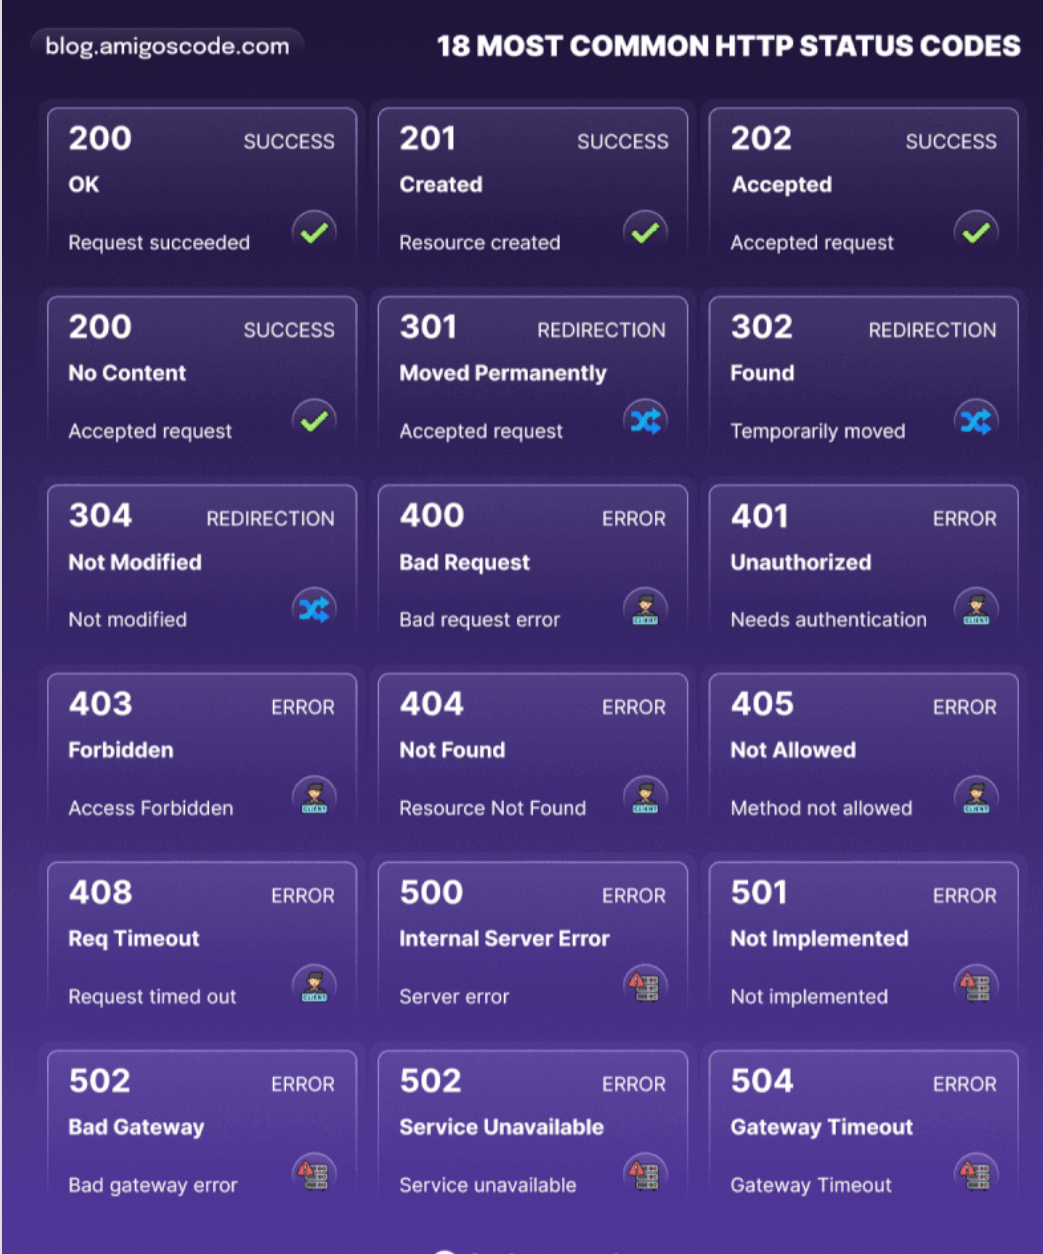 blog.amigoscode.com
18 MOST COMMON HTTP STATUS CODES
200 SUCCESS
OK
Request succeeded
201 SUCCESS
Created
Resource created
202 SUCCESS
Accepted
Accepted request
200 SUCCESS
No Content
Accepted request
301 REDIRECTION
Moved Permanently
Accepted request
302 REDIRECTION
Found
Temporarily moved
304 REDIRECTION
Not Modified
Not modified
400 ERROR
Bad Request
Bad request error
CLIENT
401 ERROR
Unauthorized
Needs authentication
CLIENT
403 ERROR
Forbidden
Access Forbidden
CLIENT
404 ERROR
Not Found
Resource Not Found
CLIENT
405 ERROR
Not Allowed
Method not allowed
CLIENT
408 ERROR
Req Timeout
Request timed out
CLIENT
500 ERROR
Internal Server Error
Server error
501 ERROR
Not Implemented
Not implemented
502 ERROR
Bad Gateway
Bad gateway error
502 ERROR
Service Unavailable
Service unavailable
504 ERROR
Gateway Timeout
Gateway Timeout